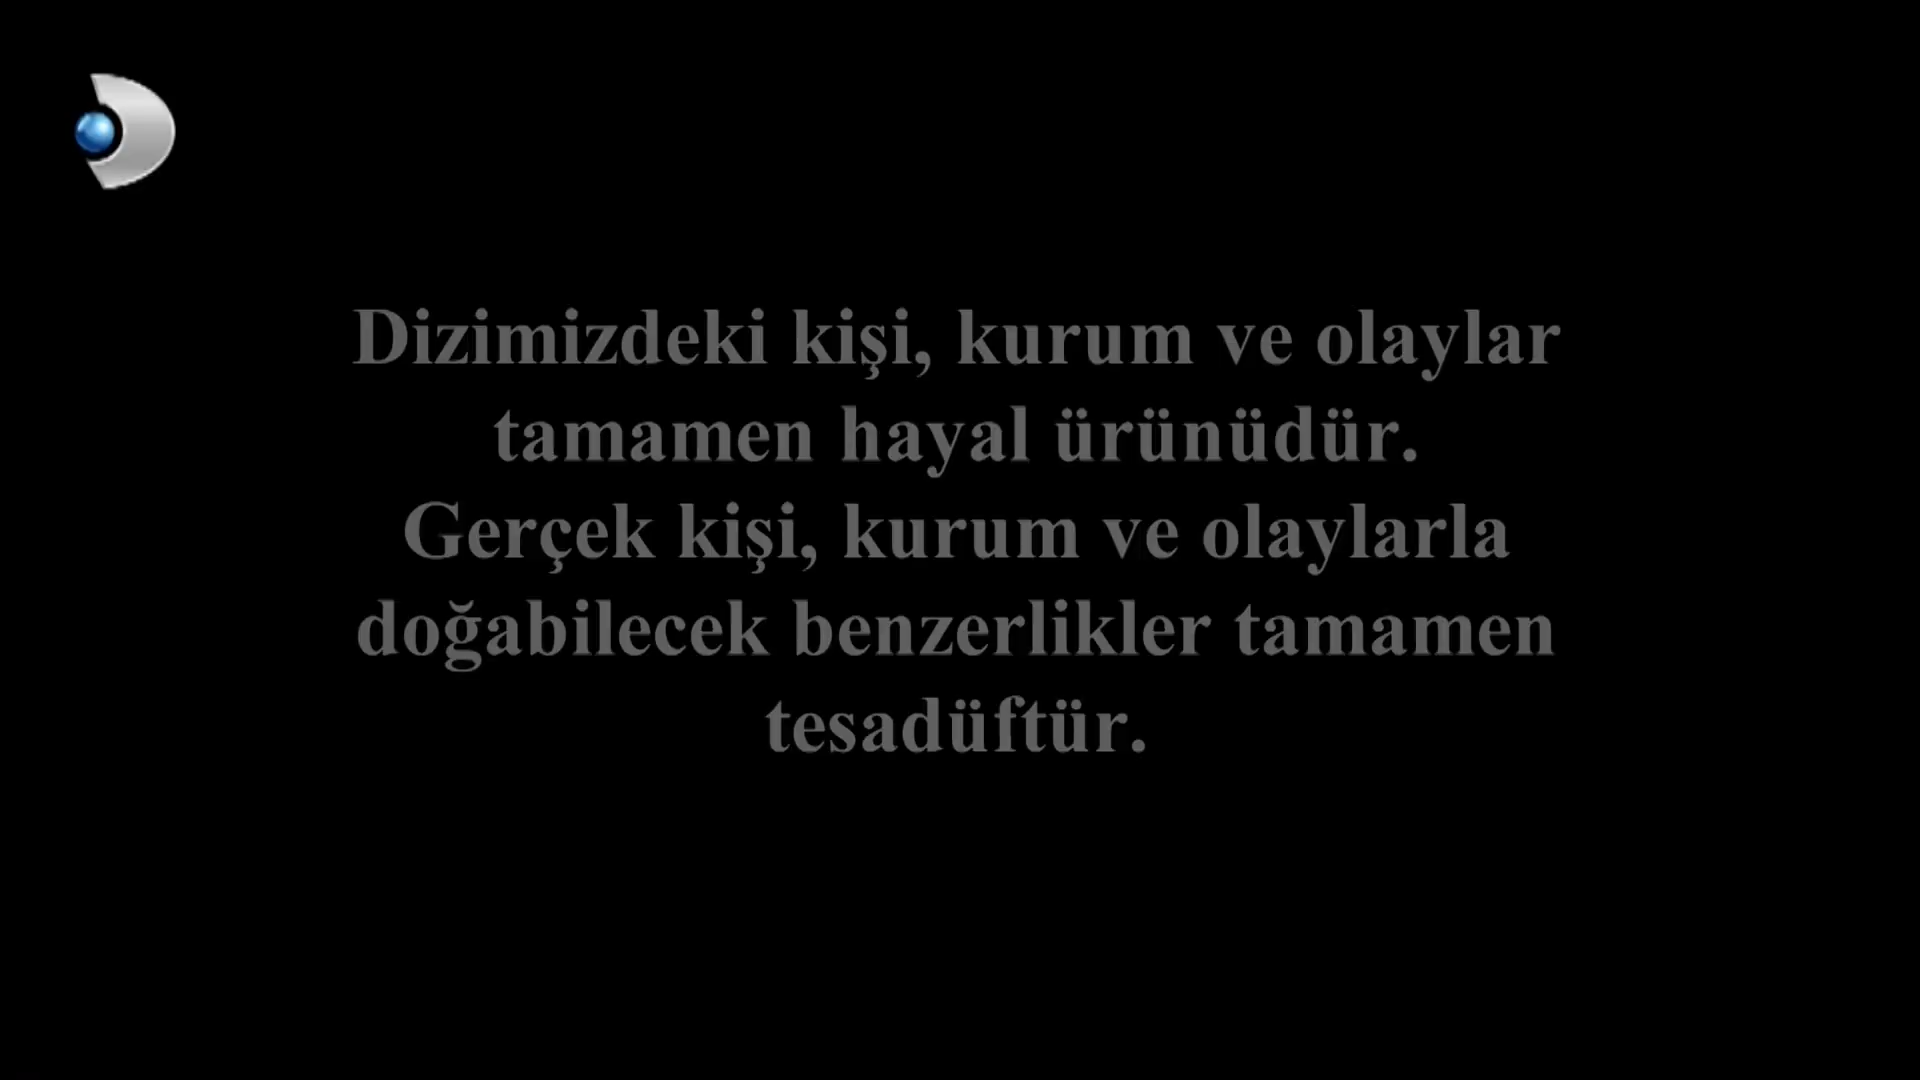 Dizimizdeki kişi, kurum ve olaylar
tamamen hayal ürünüdür.
Gerçek kişi, kurum ve olaylarla
doğabilecek benzerlikler tamamen
tesadüftür.